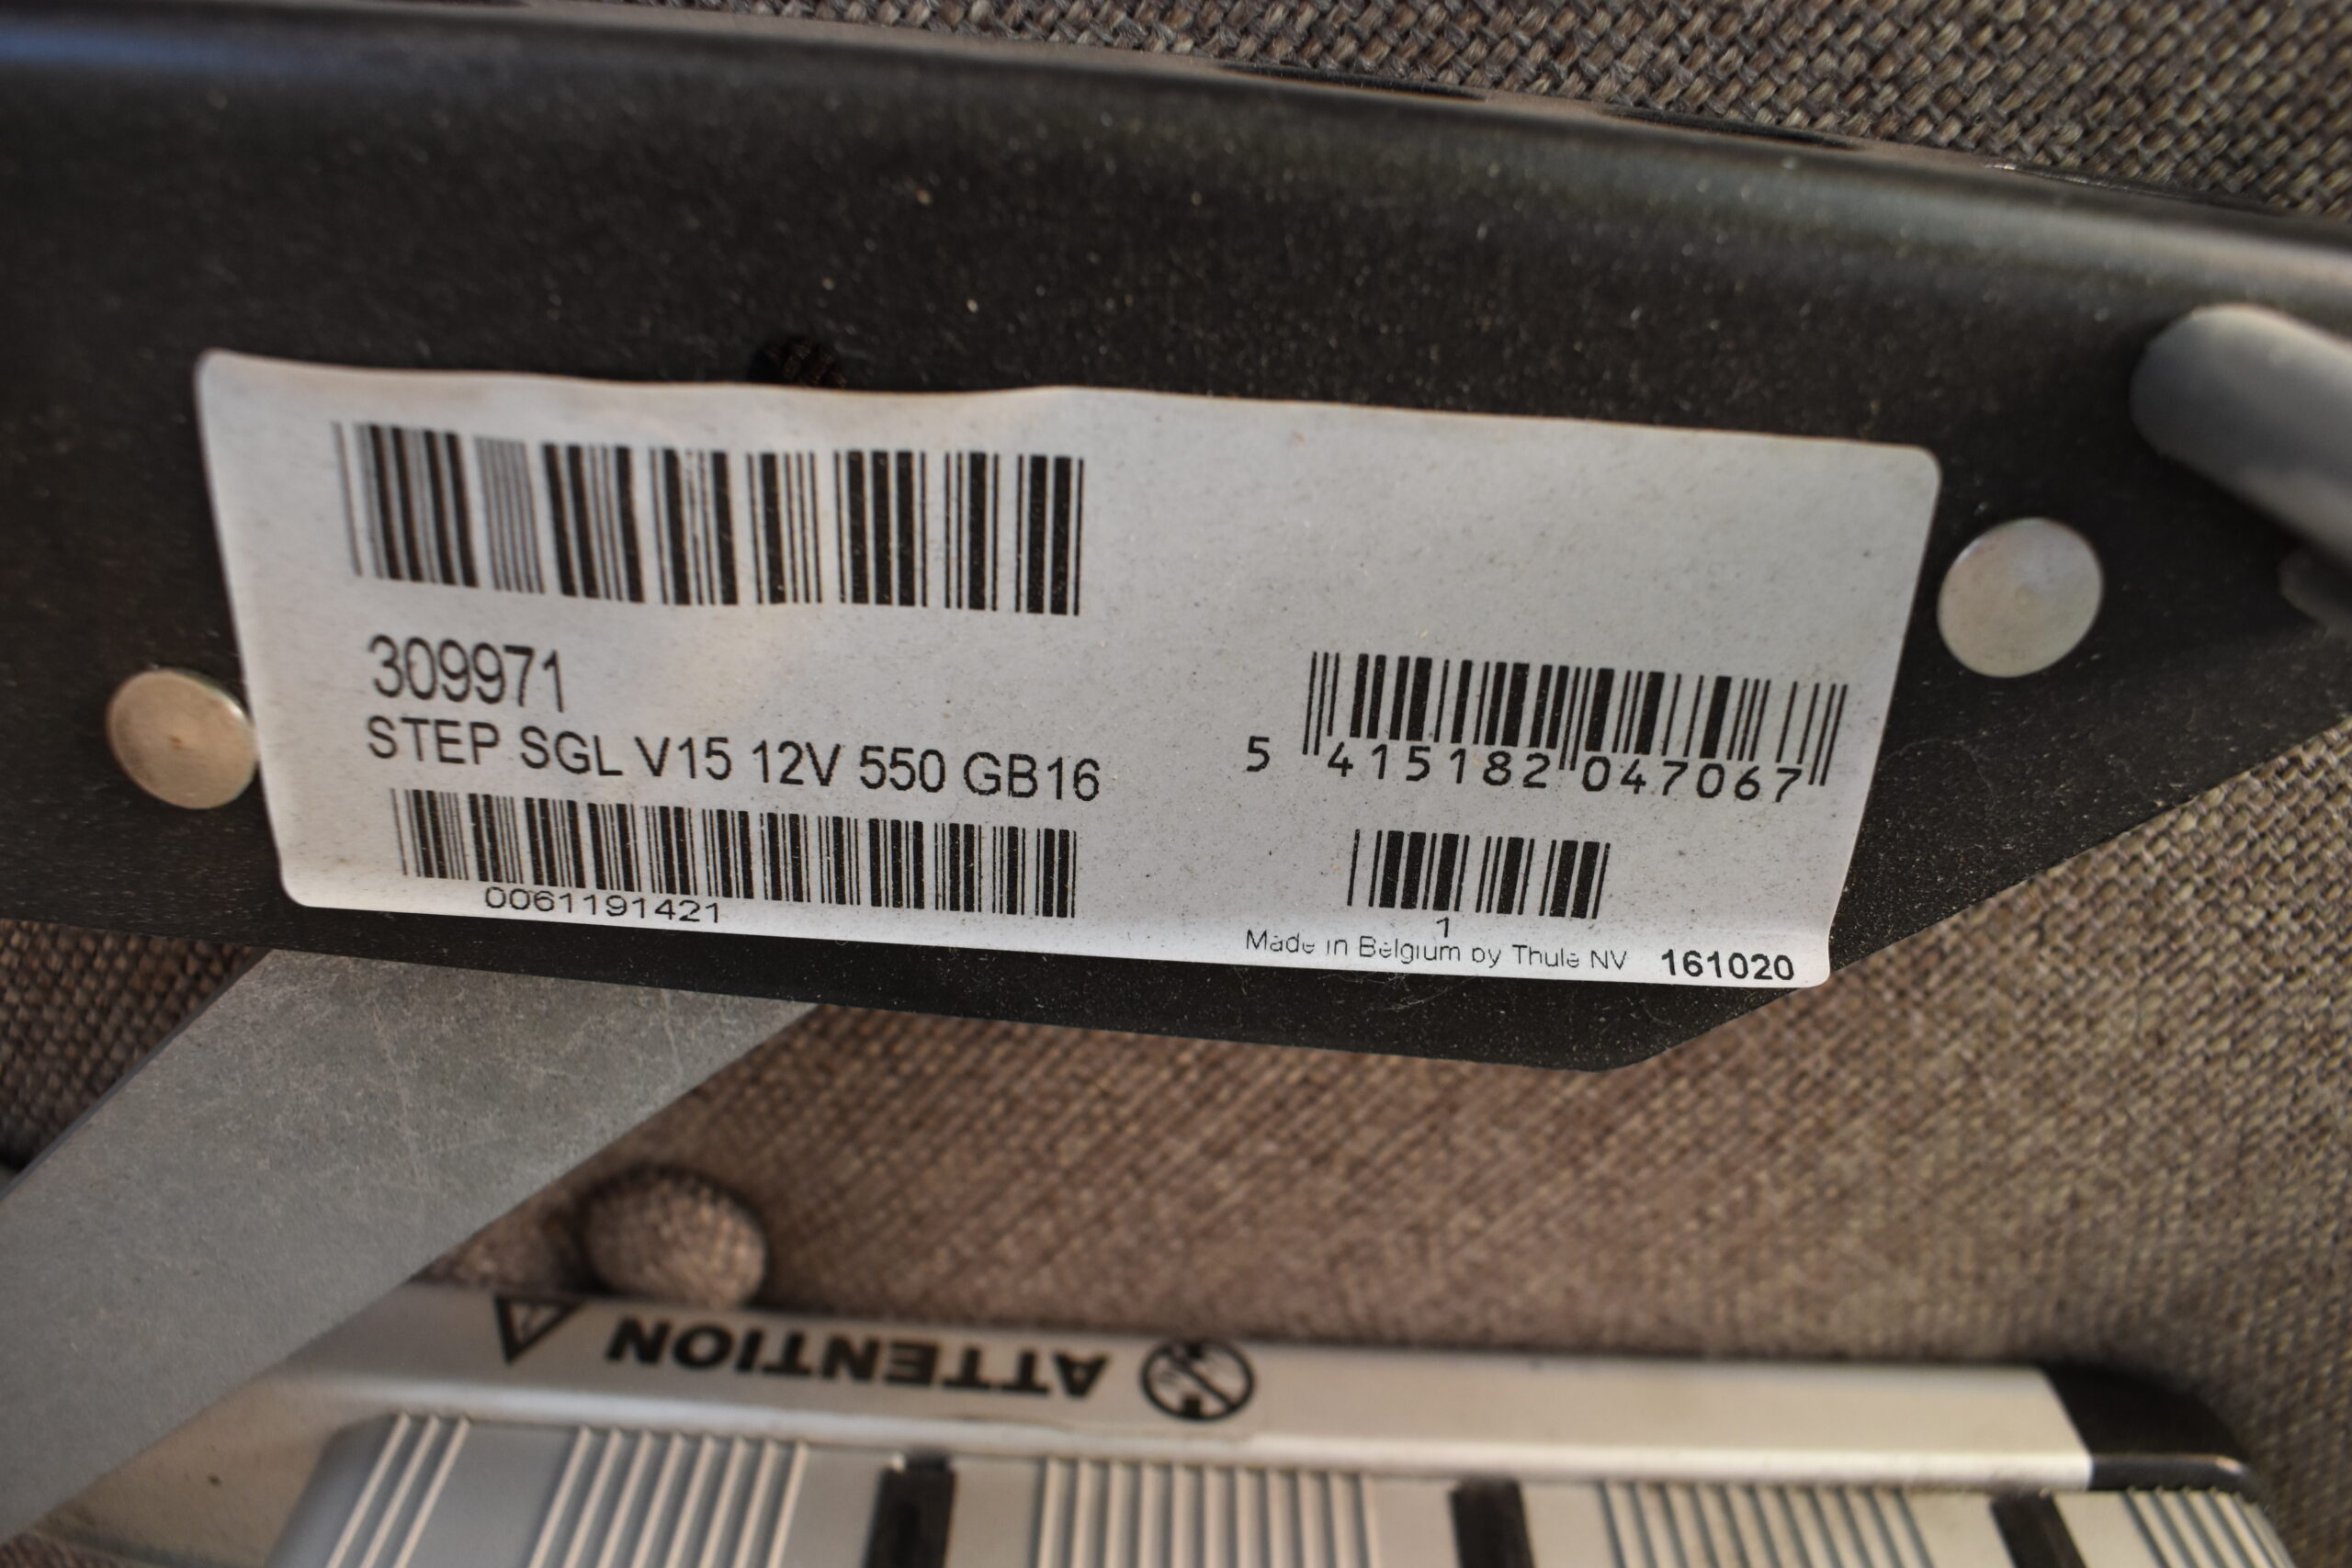 309971
STEP SGL V15 12V 550 GB16
0061191421
5 415182 047067
1
Made in Belgium by Thule NV 161020
ATTENTION